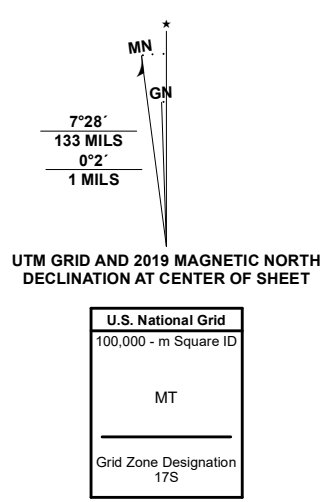 MN
GN
7°28´
133 MILS
0°2´
1 MILS
UTM GRID AND 2019 MAGNETIC NORTH
DECLINATION AT CENTER OF SHEET
U.S. National Grid
100,000 - m Square ID
MT
Grid Zone Designation
17S